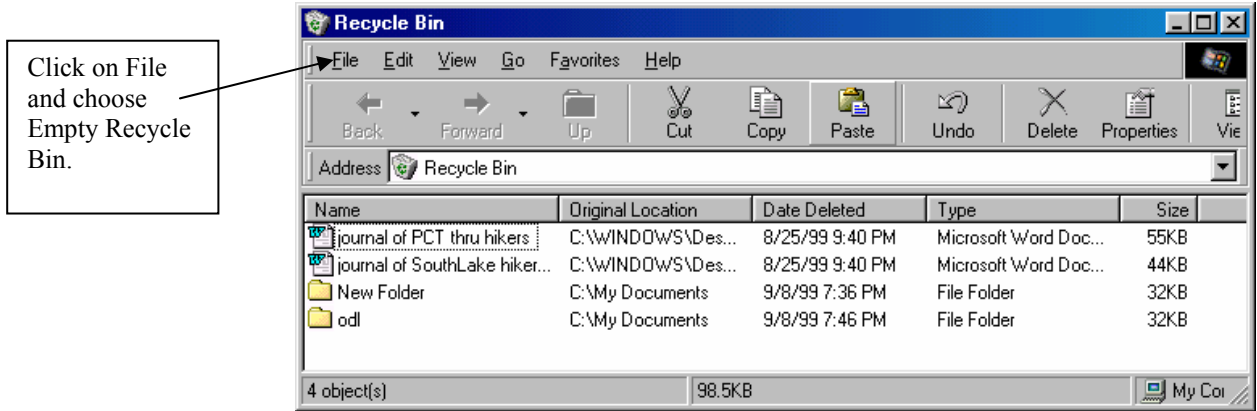 Click on File
and choose
Empty Recycle
Bin.
Recycle Bin
File Edit View Go Favorites Help
Back Forward Up Cut Copy Paste Undo Delete Properties Vie
Address Recycle Bin
Name Original Location Date Deleted Type Size
journal of PCT thru hikers C:\WINDOWS\Des... 8/25/99 9:40 PM Microsoft Word Doc... 55KB
journal of SouthLake hiker... C:\WINDOWS\Des... 8/25/99 9:40 PM Microsoft Word Doc... 44KB
New Folder C:\My Documents 9/8/99 7:36 PM File Folder 32KB
odl C:\My Documents 9/8/99 7:46 PM File Folder 32KB
4 object(s) 98.5KB My Co